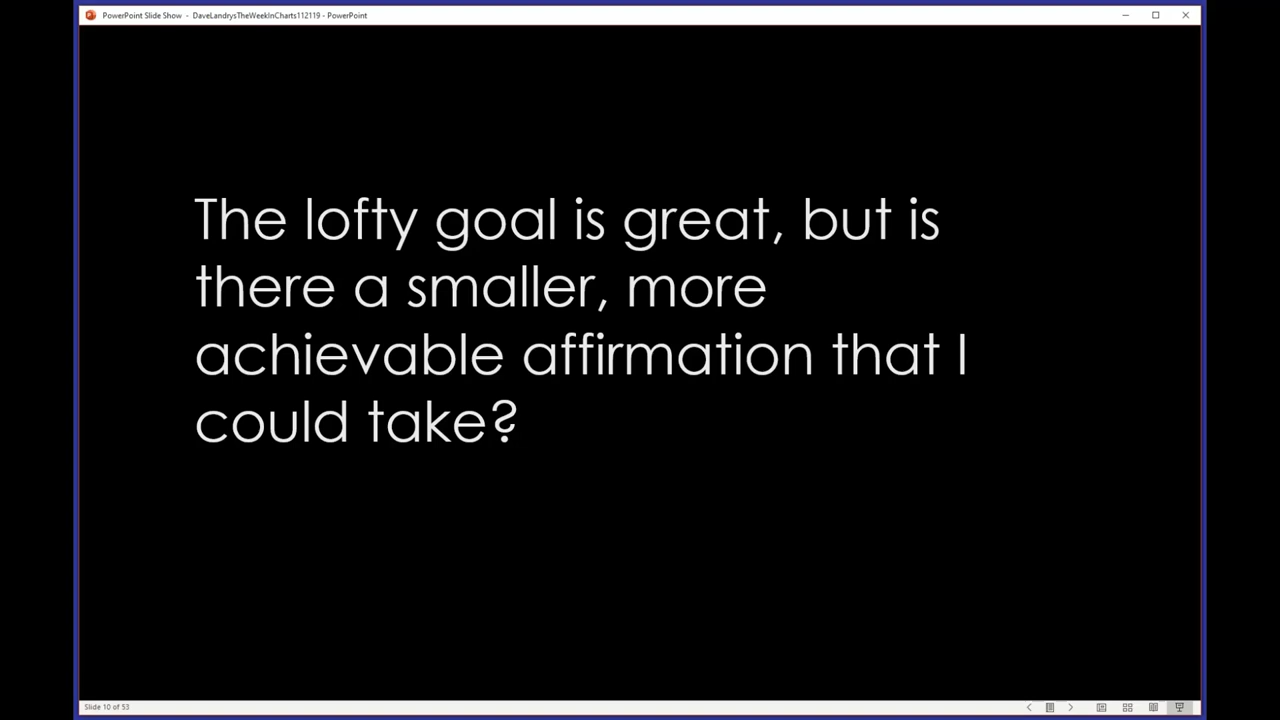 PowerPoint Slide Show - DaveLandrysTheWeekInCharts112119 - PowerPoint
The lofty goal is great, but is
there a smaller, more
achievable affirmation that I
could take?
Slide 10 of 53